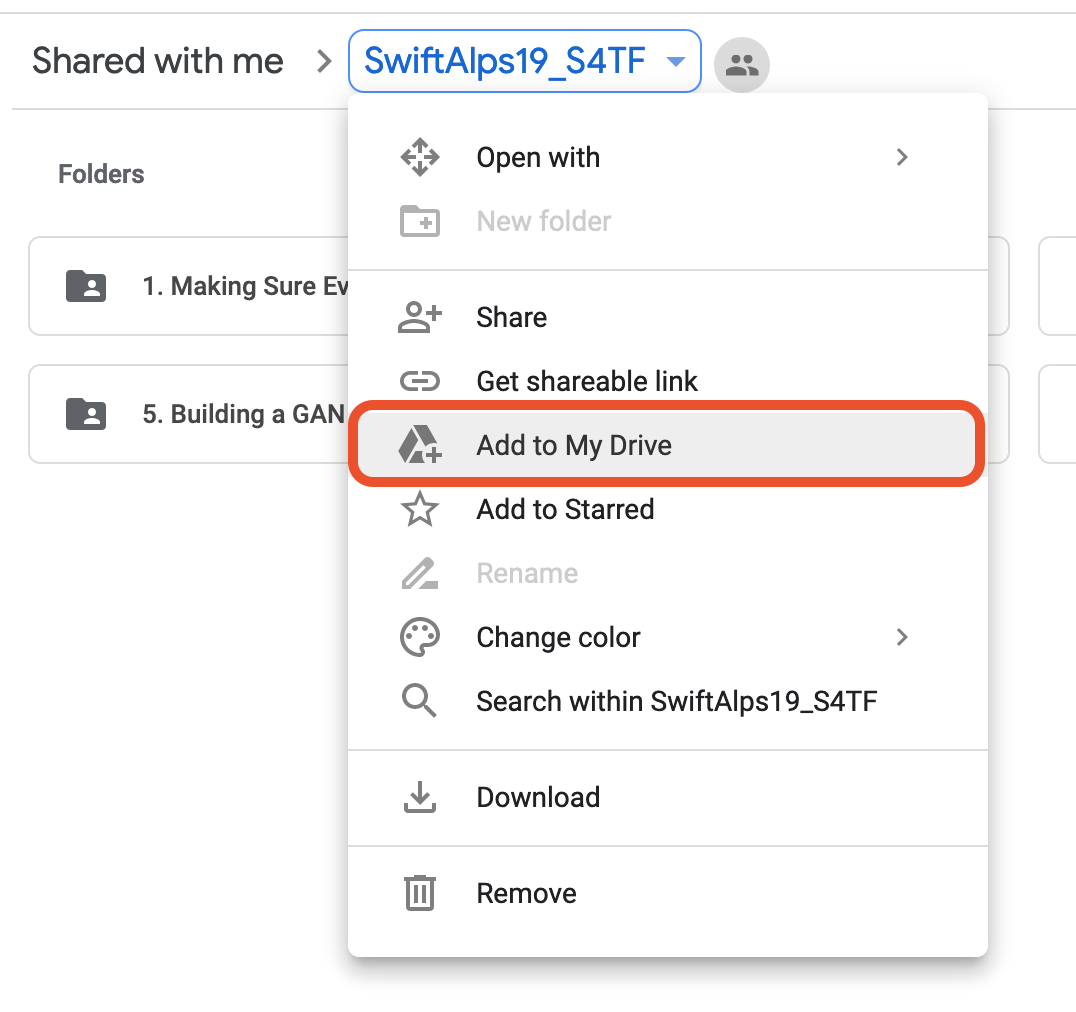 Shared with me > SwiftAlps19_S4TF
Folders
1. Making Sure Ev
5. Building a GAN
Open with
New folder
Share
Get shareable link
Add to My Drive
Add to Starred
Rename
Change color
Search within SwiftAlps19_S4TF
Download
Remove